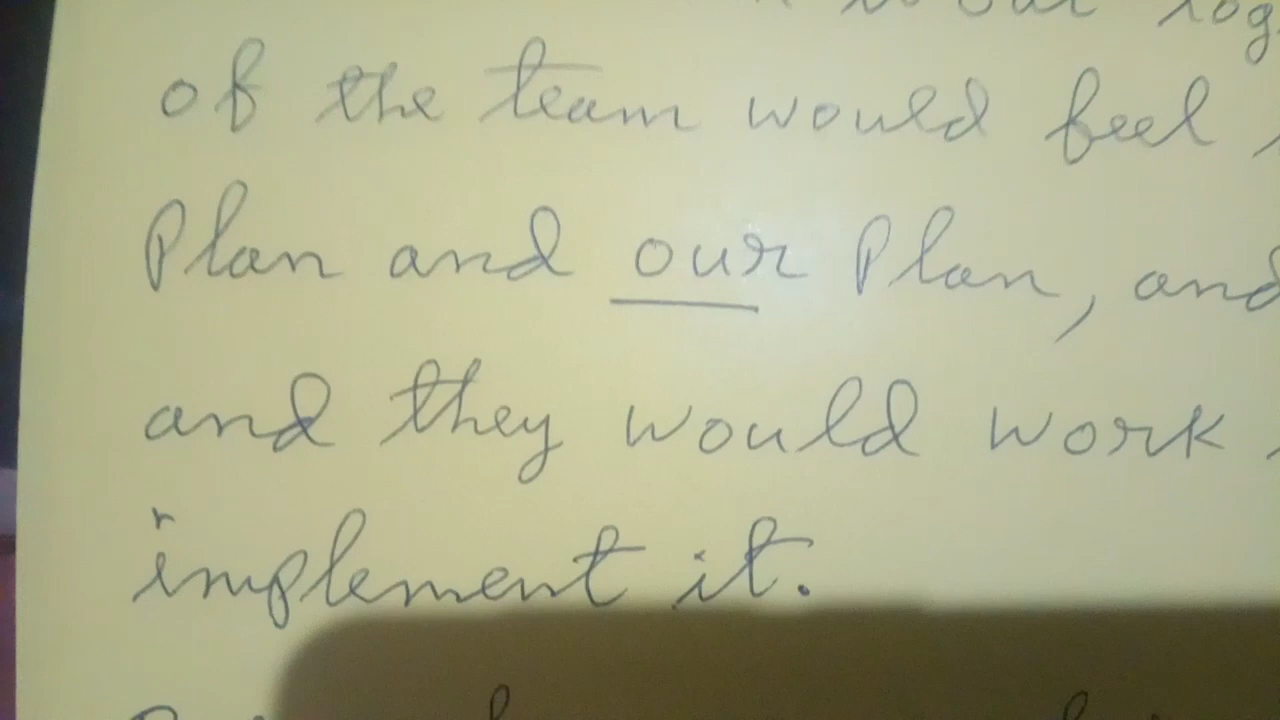 of the team would feel
Plan and our Plan, and
and they would work
implement it.